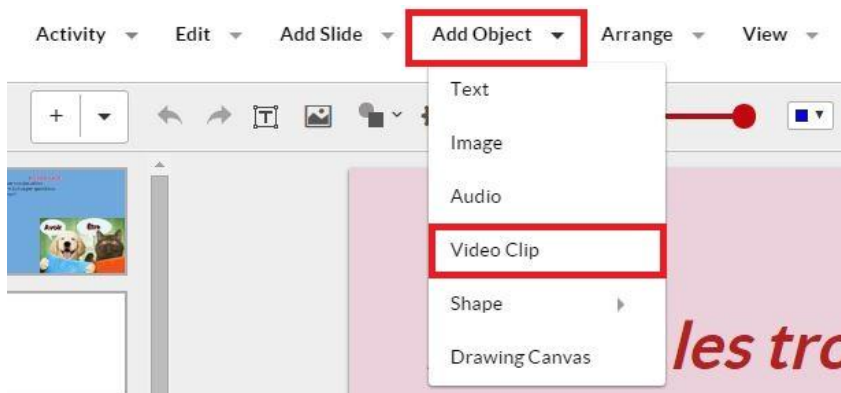 Activity Edit Add Slide Add Object Arrange View
Text
Image
Audio
Video Clip
Shape
Drawing Canvas
Avoir Être
les